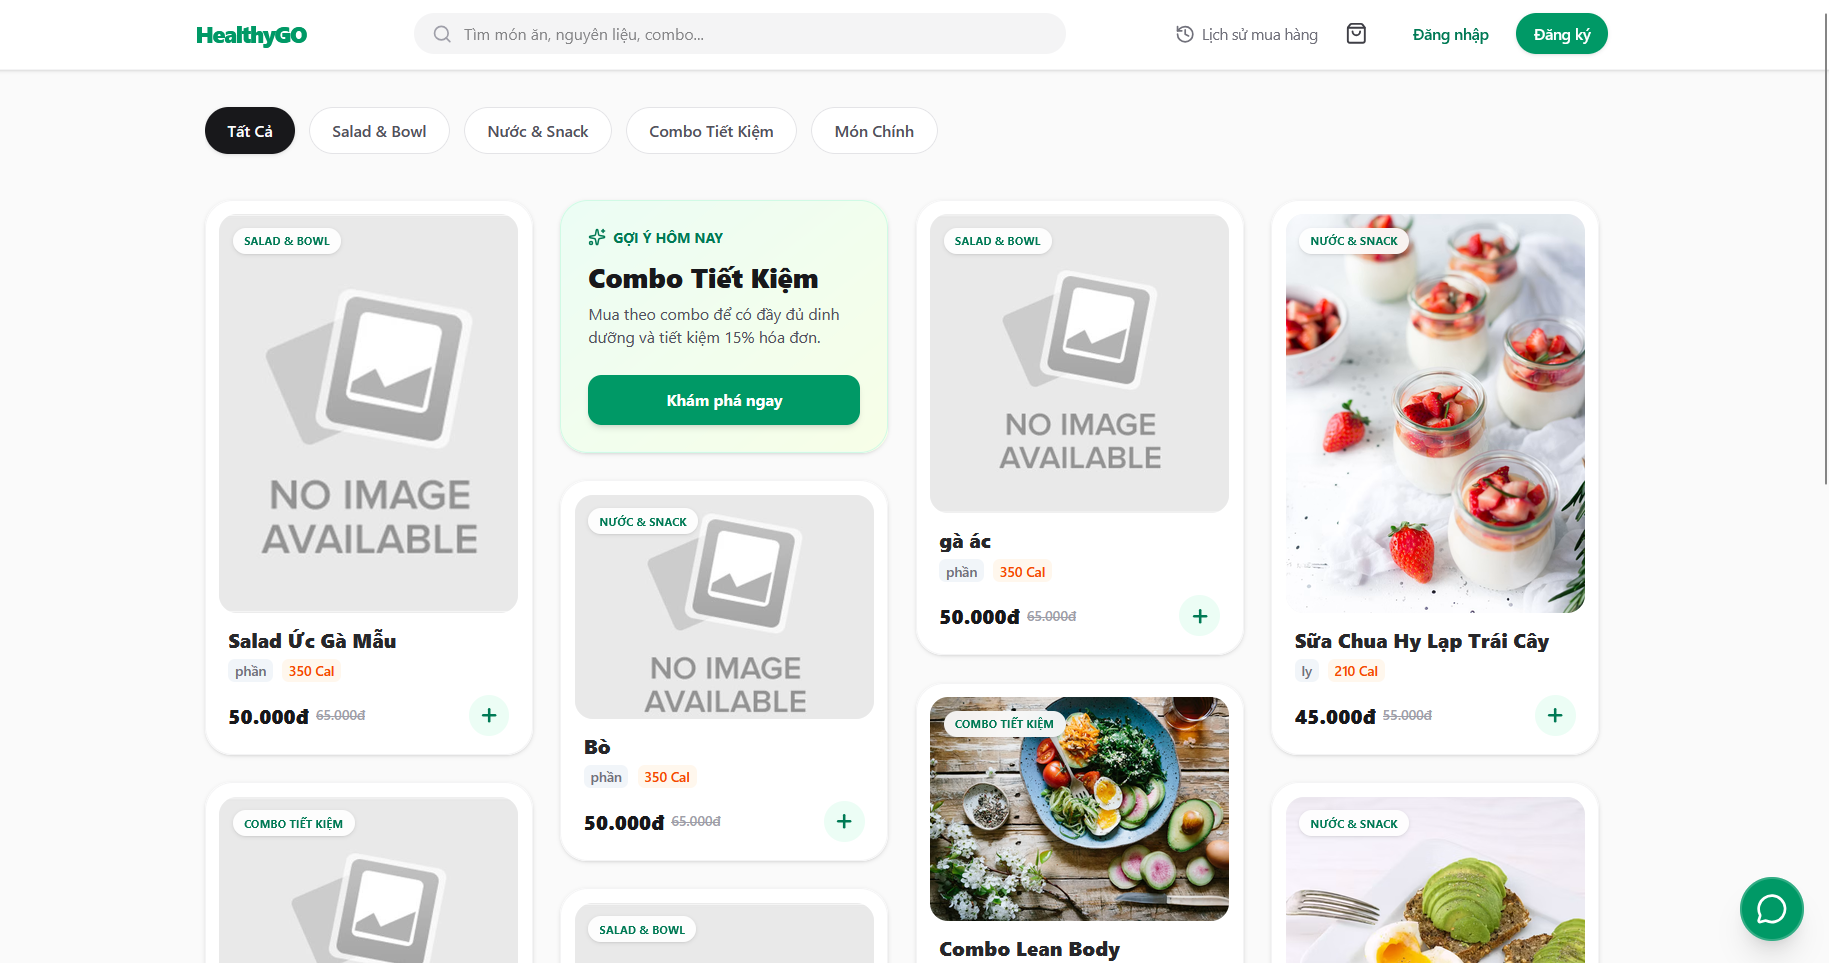 HealthyGO
Tìm món ăn, nguyên liệu, combo...
Lịch sử mua hàng
Đăng nhập
Đăng ký
Tất Cả
Salad & Bowl
Nước & Snack
Combo Tiết Kiệm
Món Chính
SALAD & BOWL
NO IMAGE
AVAILABLE
Salad Ức Gà Mẫu
phần
350 Cal
50.000đ
65.000đ
COMBO TIẾT KIỆM
GỢI Ý HÔM NAY
Combo Tiết Kiệm
Mua theo combo để có đầy đủ dinh
dưỡng và tiết kiệm 15% hóa đơn.
Khám phá ngay
NƯỚC & SNACK
NO IMAGE
AVAILABLE
Bò
phần
350 Cal
50.000đ
65.000đ
SALAD & BOWL
SALAD & BOWL
NO IMAGE
AVAILABLE
gà ác
phần
350 Cal
50.000đ
65.000đ
COMBO TIẾT KIỆM
Combo Lean Body
NƯỚC & SNACK
Sữa Chua Hy Lạp Trái Cây
ly
210 Cal
45.000đ
55.000đ
NƯỚC & SNACK